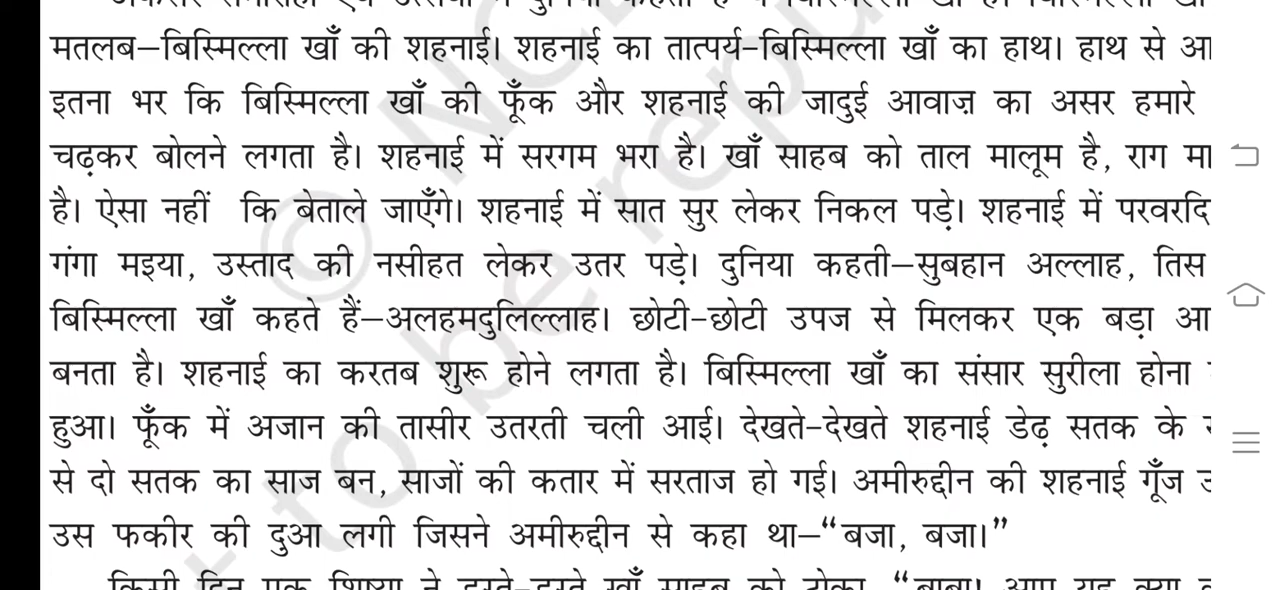 मतलब–बिस्मिल्ला खाँ की शहनाई। शहनाई का तात्पर्य–बिस्मिल्ला खाँ का हाथ। हाथ से आ
इतना भर कि बिस्मिल्ला खाँ की फूँक और शहनाई की जादुई आवाज़ का असर हमारे
चढ़कर बोलने लगता है। शहनाई में सरगम भरा है। खाँ साहब को ताल मालूम है, राग मा
है। ऐसा नहीं कि बेताले जाएँगे। शहनाई में सात सुर लेकर निकल पड़े। शहनाई में परवरदि
गंगा मइया, उस्ताद की नसीहत लेकर उतर पड़े। दुनिया कहती–सुबहान अल्लाह, तिस
बिस्मिल्ला खाँ कहते हैं–अलहमदुलिल्लाह। छोटी-छोटी उपज से मिलकर एक बड़ा आ
बनता है। शहनाई का करतब शुरू होने लगता है। बिस्मिल्ला खाँ का संसार सुरीला होना
हुआ। फूँक में अजान की तासीर उतरती चली आई। देखते-देखते शहनाई डेढ़ सतक के
से दो सतक का साज बन, साजों की कतार में सरताज हो गई। अमीरुद्दीन की शहनाई गूँज
उस फकीर की दुआ लगी जिसने अमीरुद्दीन से कहा था–“बजा, बजा।”